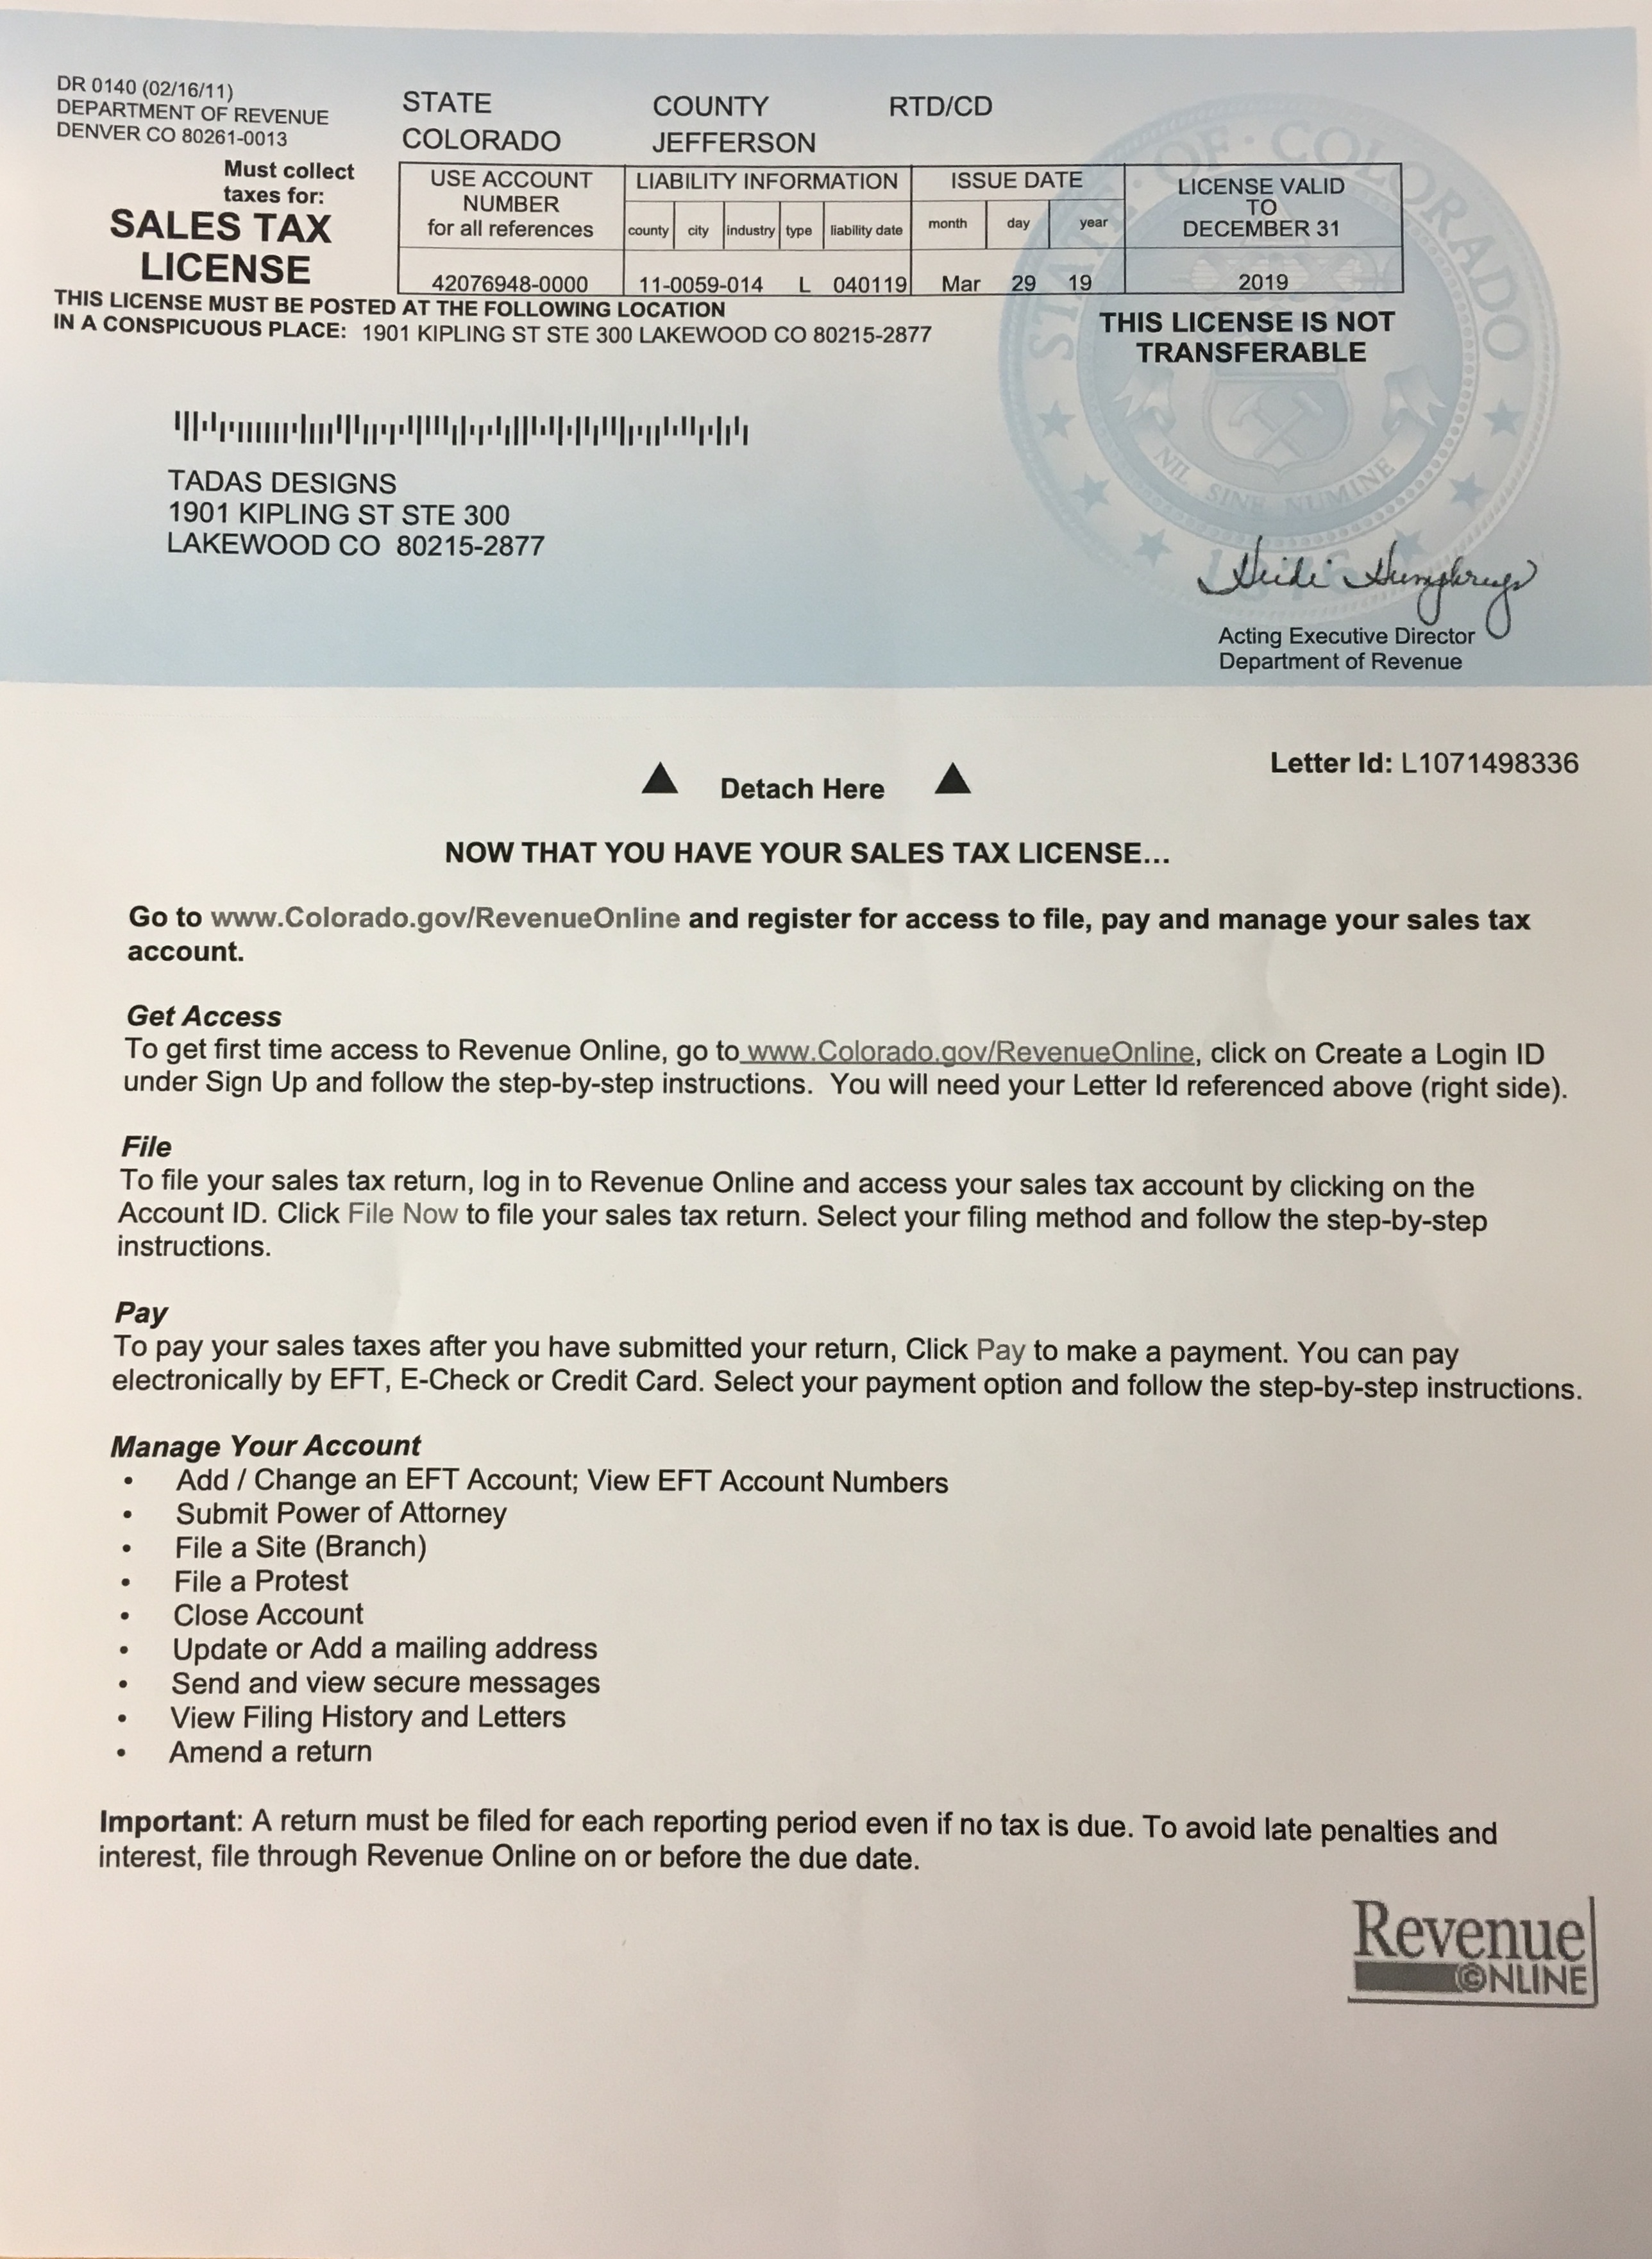 DR 0140 (02/16/11)
DEPARTMENT OF REVENUE
DENVER CO 80261-0013
STATE COUNTY RTD/CD
COLORADO JEFFERSON
Must collect
taxes for:
SALES TAX
LICENSE
USE ACCOUNT
NUMBER
for all references
LIABILITY INFORMATION
county city industry type liability date
ISSUE DATE
month day year
LICENSE VALID
TO
DECEMBER 31
42076948-0000 11-0059-014 L 040119 Mar 29 19 2019
THIS LICENSE MUST BE POSTED AT THE FOLLOWING LOCATION
IN A CONSPICUOUS PLACE: 1901 KIPLING ST STE 300 LAKEWOOD CO 80215-2877
THIS LICENSE IS NOT
TRANSFERABLE
STATE · OF · COLORADO
NIL SINE NUMINE
1876
TADAS DESIGNS
1901 KIPLING ST STE 300
LAKEWOOD CO 80215-2877
Heidi Humphreys
Acting Executive Director
Department of Revenue
Letter Id: L1071498336
Detach Here
NOW THAT YOU HAVE YOUR SALES TAX LICENSE...
Go to www.Colorado.gov/RevenueOnline and register for access to file, pay and manage your sales tax
account.
Get Access
To get first time access to Revenue Online, go to www.Colorado.gov/RevenueOnline, click on Create a Login ID
under Sign Up and follow the step-by-step instructions. You will need your Letter Id referenced above (right side).
File
To file your sales tax return, log in to Revenue Online and access your sales tax account by clicking on the
Account ID. Click File Now to file your sales tax return. Select your filing method and follow the step-by-step
instructions.
Pay
To pay your sales taxes after you have submitted your return, Click Pay to make a payment. You can pay
electronically by EFT, E-Check or Credit Card. Select your payment option and follow the step-by-step instructions.
Manage Your Account
• Add / Change an EFT Account; View EFT Account Numbers
• Submit Power of Attorney
• File a Site (Branch)
• File a Protest
• Close Account
• Update or Add a mailing address
• Send and view secure messages
• View Filing History and Letters
• Amend a return
Important: A return must be filed for each reporting period even if no tax is due. To avoid late penalties and
interest, file through Revenue Online on or before the due date.
Revenue
ONLINE